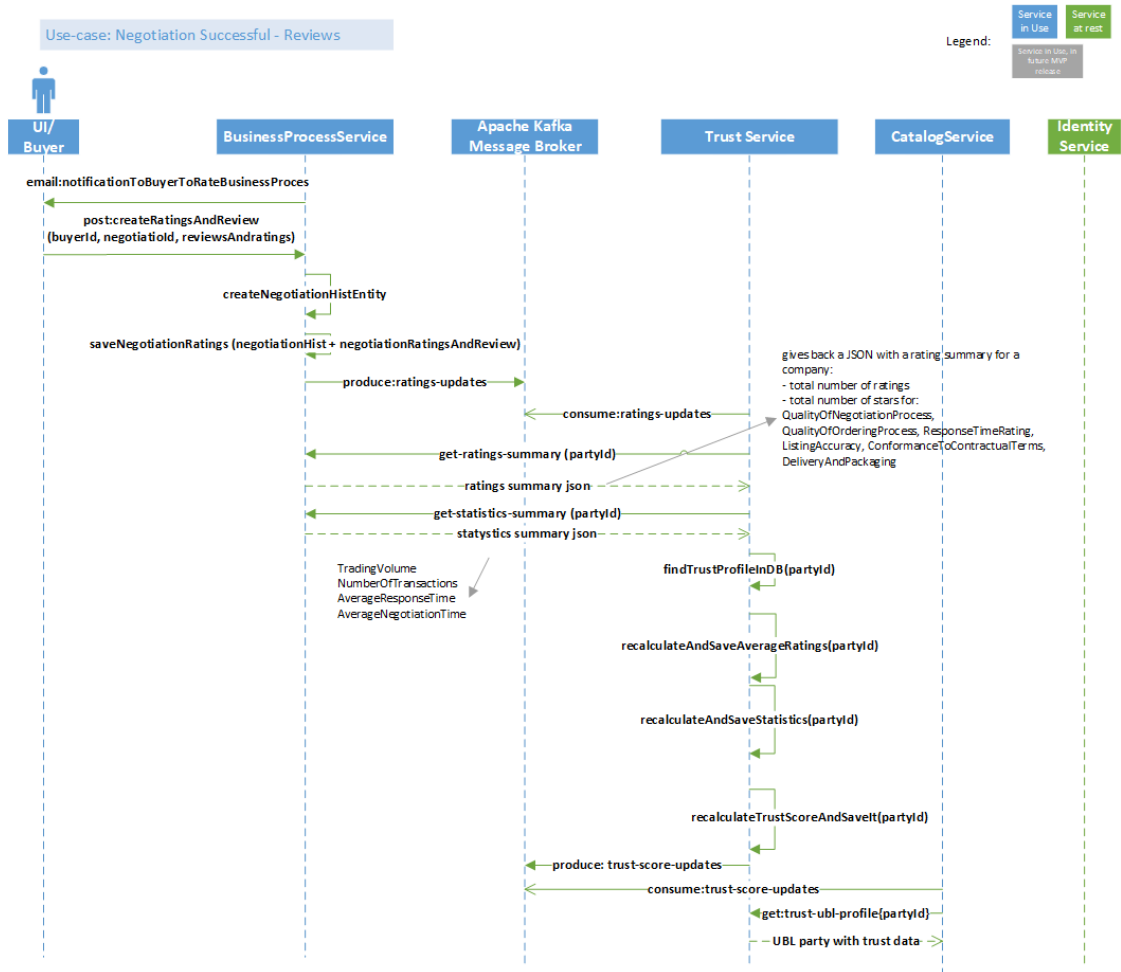 Use-case: Negotiation Successful - Reviews
Legend:
Service
in Use
Service
at rest
Service in Use, in
future MVP
release
UI/
Buyer
BusinessProcessService
Apache Kafka
Message Broker
Trust Service
CatalogService
Identity
Service
email:notificationToBuyerToRateBusinessProces
post:createRatingsAndReview
(buyerId, negotiatioId, reviewsAndratings)
createNegotiationHistEntity
saveNegotiationRatings (negotiationHist + negotiationRatingsAndReview)
produce:ratings-updates
gives back a JSON with a rating summary for a
company:
- total number of ratings
- total number of stars for:
QualityOfNegotiationProcess,
QualityOfOrderingProcess, ResponseTimeRating,
ListingAccuracy, ConformanceToContractualTerms,
DeliveryAndPackaging
consume:ratings-updates
get-ratings-summary (partyId)
ratings summary json
get-statistics-summary (partyId)
statystics summary json
TradingVolume
NumberOfTransactions
AverageResponseTime
AverageNegotiationTime
findTrustProfileInDB(partyId)
recalculateAndSaveAverageRatings(partyId)
recalculateAndSaveStatistics(partyId)
recalculateTrustScoreAndSaveIt(partyId)
produce: trust-score-updates
consume:trust-score-updates
get:trust-ubl-profile{partyId}
UBL party with trust data